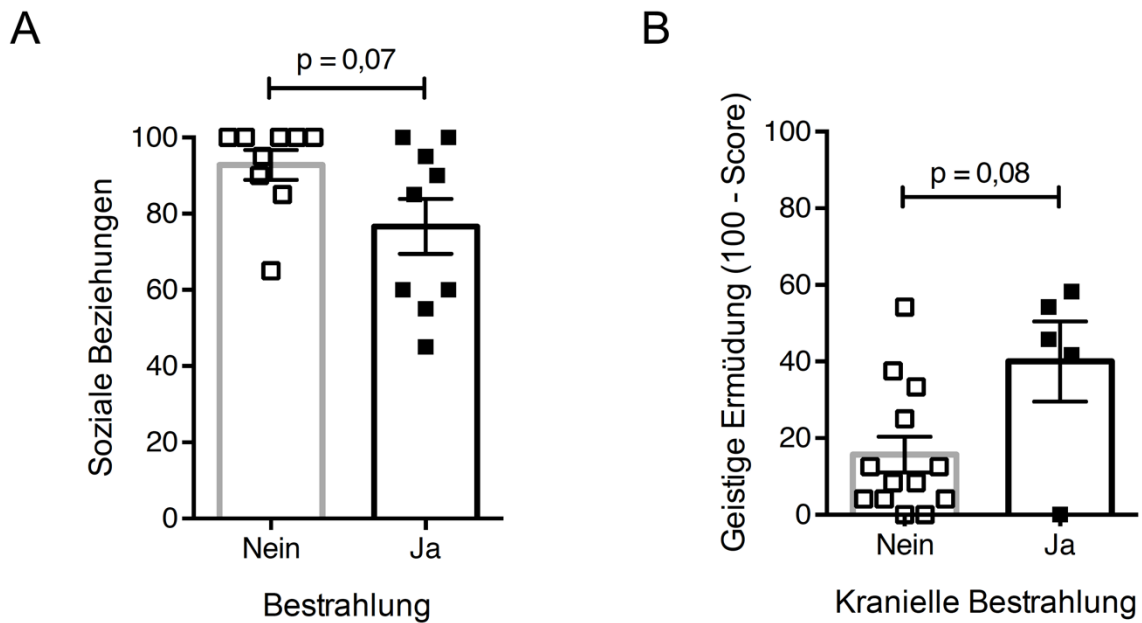 A
p = 0,07
Soziale Beziehungen
100
80
60
40
20
0
Nein Ja
Bestrahlung
B
p = 0,08
Geistige Ermüdung (100 - Score)
100
80
60
40
20
0
Nein Ja
Kranielle Bestrahlung